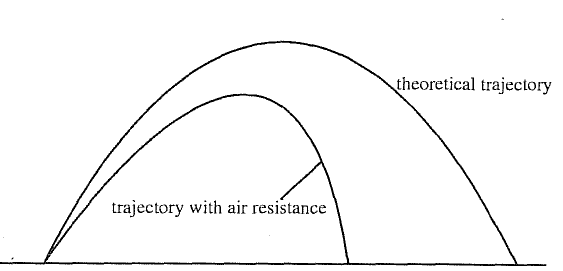 theoretical trajectory
trajectory with air resistance